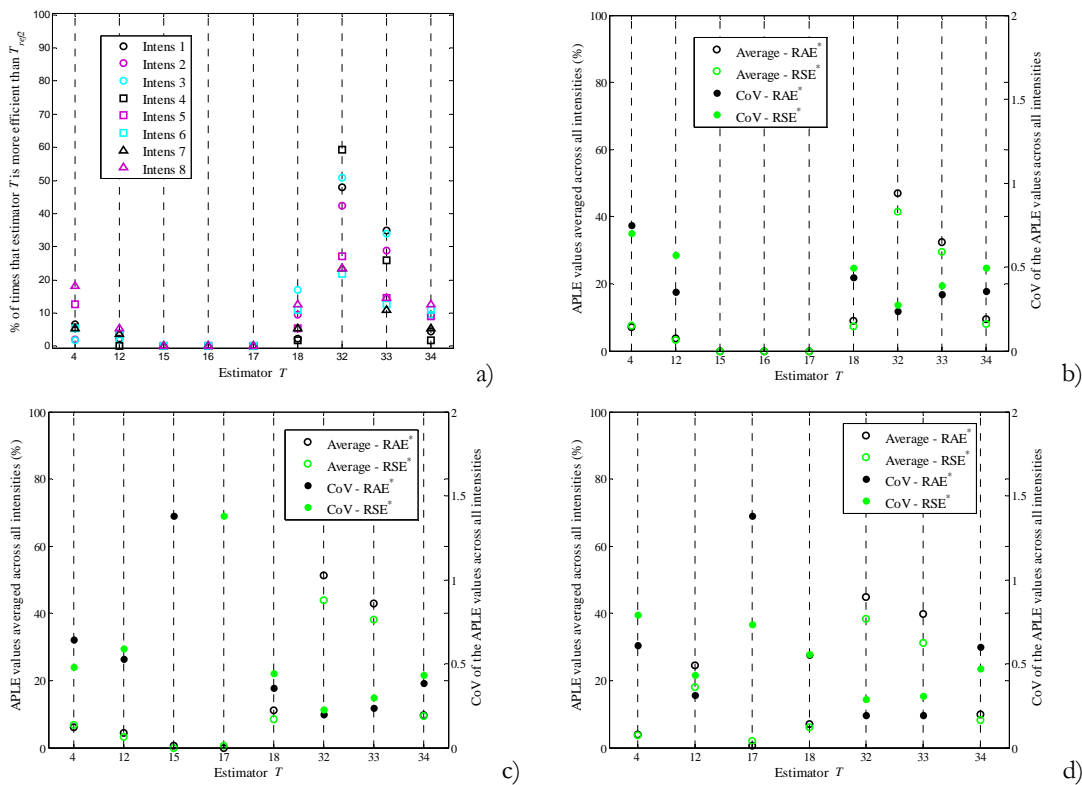 % of times that estimator T is more efficient than T_ref2
100
90
80
70
60
50
40
30
20
10
0
Intens 1
Intens 2
Intens 3
Intens 4
Intens 5
Intens 6
Intens 7
Intens 8
4 12 15 16 17 18 32 33 34
Estimator T
a)
APLE values averaged across all intensities (%)
100
80
60
40
20
0
Average - RAE*
Average - RSE*
CoV - RAE*
CoV - RSE*
2
1.5
1
0.5
0
CoV of the APLE values across all intensities
4 12 15 16 17 18 32 33 34
Estimator T
b)
APLE values averaged across all intensities (%)
100
80
60
40
20
0
Average - RAE*
Average - RSE*
CoV - RAE*
CoV - RSE*
2
1.5
1
0.5
0
CoV of the APLE values across all intensities
4 12 15 17 18 32 33 34
Estimator T
c)
APLE values averaged across all intensities (%)
100
80
60
40
20
0
Average - RAE*
Average - RSE*
CoV - RAE*
CoV - RSE*
2
1.5
1
0.5
0
CoV of the APLE values across all intensities
4 12 17 18 32 33 34
Estimator T
d)